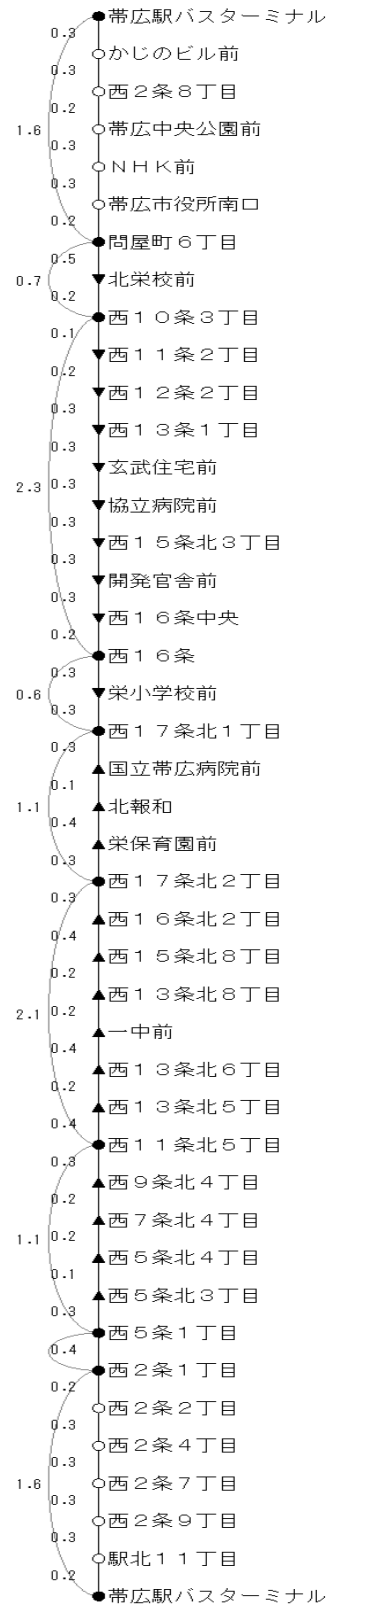 帯広駅バスターミナル
0.3
かじのビル前
0.3
西２条８丁目
0.2
1.6
帯広中央公園前
0.3
ＮＨＫ前
0.3
帯広市役所南口
0.2
問屋町６丁目
0.5
0.7
北栄校前
0.2
西１０条３丁目
0.1
西１１条２丁目
0.2
西１２条２丁目
0.3
西１３条１丁目
0.3
玄武住宅前
2.3
0.3
協立病院前
0.3
西１５条北３丁目
0.3
開発官舎前
0.3
西１６条中央
0.2
西１６条
0.3
0.6
栄小学校前
0.3
西１７条北１丁目
0.3
国立帯広病院前
0.1
1.1
北報和
0.4
栄保育園前
0.3
西１７条北２丁目
0.3
西１６条北２丁目
0.4
西１５条北８丁目
0.2
西１３条北８丁目
2.1
0.2
一中前
0.4
西１３条北６丁目
0.2
西１３条北５丁目
0.4
西１１条北５丁目
0.3
西９条北４丁目
0.2
西７条北４丁目
1.1
0.2
西５条北４丁目
0.1
西５条北３丁目
0.3
西５条１丁目
0.4
西２条１丁目
0.2
西２条２丁目
0.3
西２条４丁目
0.3
1.6
西２条７丁目
0.3
西２条９丁目
0.3
駅北１１丁目
0.2
帯広駅バスターミナル